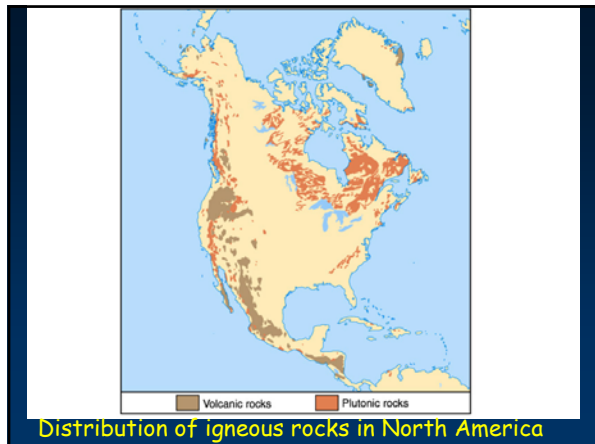 Volcanic rocks
Plutonic rocks
Distribution of igneous rocks in North America